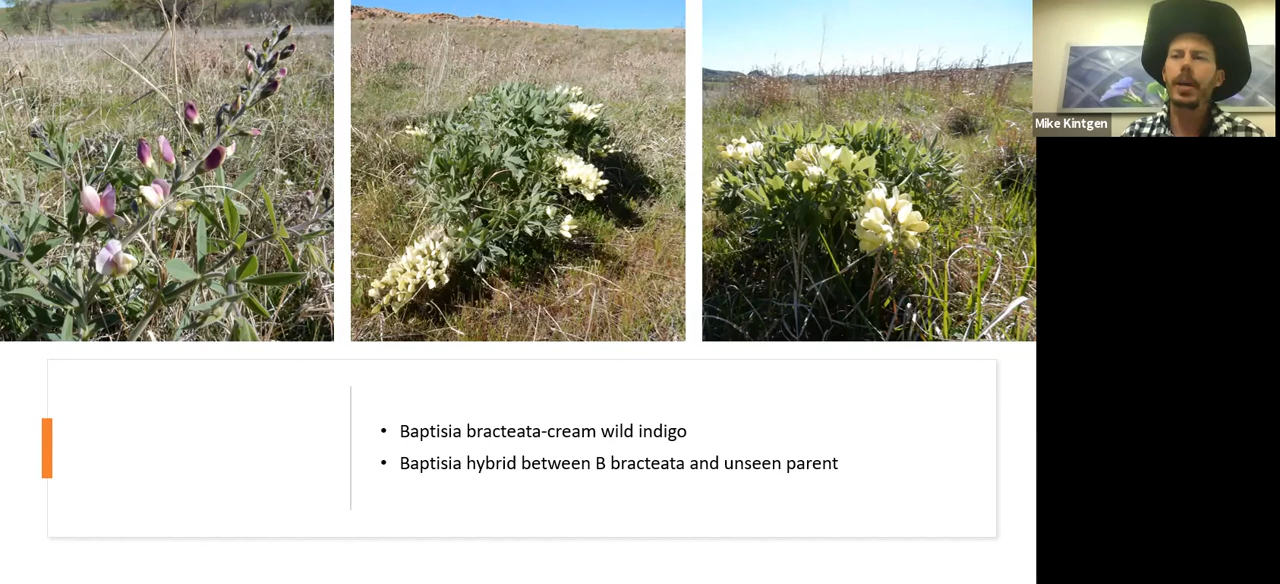 Mike Kintgen
• Baptisia bracteata-cream wild indigo
• Baptisia hybrid between B bracteata and unseen parent